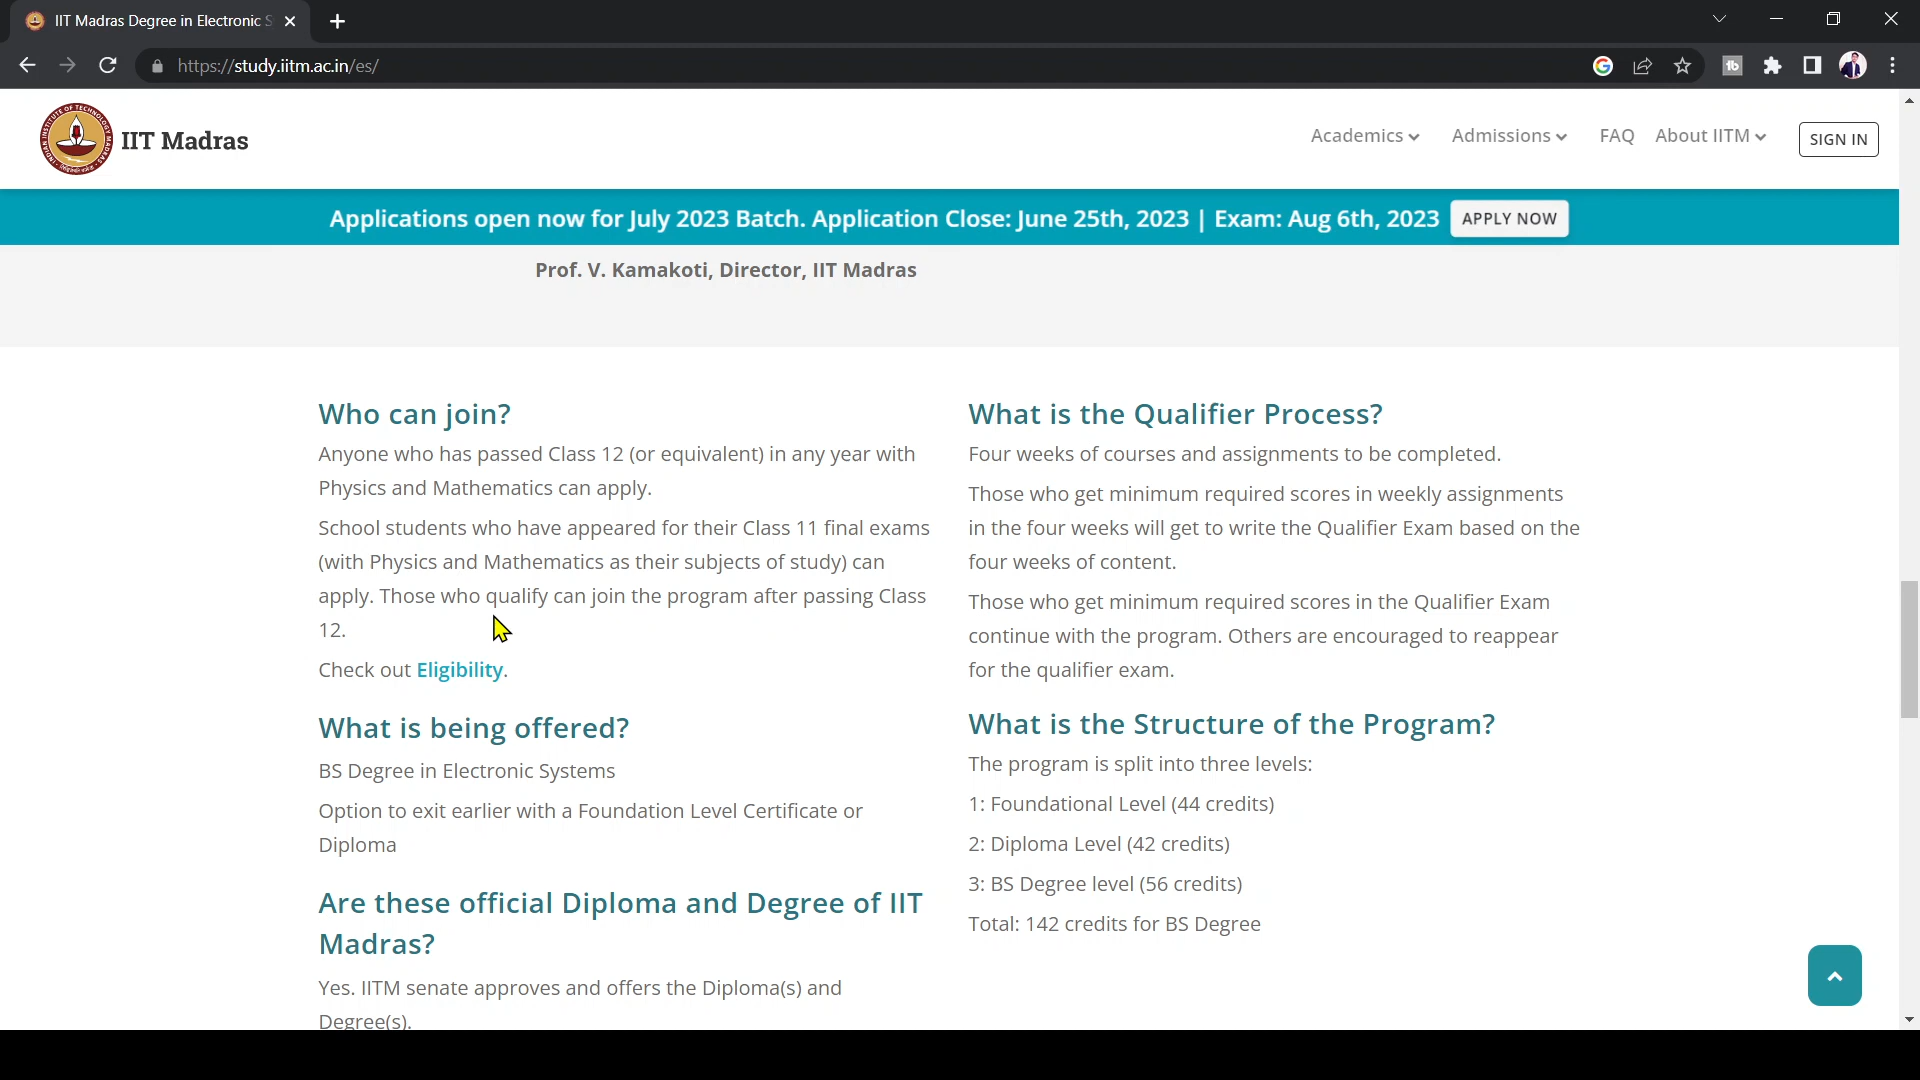 IIT Madras Degree in Electronic S
https://study.iitm.ac.in/es/
IIT Madras
Academics
Admissions
FAQ
About IITM
SIGN IN
Applications open now for July 2023 Batch. Application Close: June 25th, 2023 | Exam: Aug 6th, 2023
APPLY NOW
Prof. V. Kamakoti, Director, IIT Madras
Who can join?
Anyone who has passed Class 12 (or equivalent) in any year with
Physics and Mathematics can apply.
School students who have appeared for their Class 11 final exams
(with Physics and Mathematics as their subjects of study) can
apply. Those who qualify can join the program after passing Class
12.
Check out Eligibility.
What is being offered?
BS Degree in Electronic Systems
Option to exit earlier with a Foundation Level Certificate or
Diploma
Are these official Diploma and Degree of IIT
Madras?
Yes. IITM senate approves and offers the Diploma(s) and
Degree(s).
What is the Qualifier Process?
Four weeks of courses and assignments to be completed.
Those who get minimum required scores in weekly assignments
in the four weeks will get to write the Qualifier Exam based on the
four weeks of content.
Those who get minimum required scores in the Qualifier Exam
continue with the program. Others are encouraged to reappear
for the qualifier exam.
What is the Structure of the Program?
The program is split into three levels:
1: Foundational Level (44 credits)
2: Diploma Level (42 credits)
3: BS Degree level (56 credits)
Total: 142 credits for BS Degree